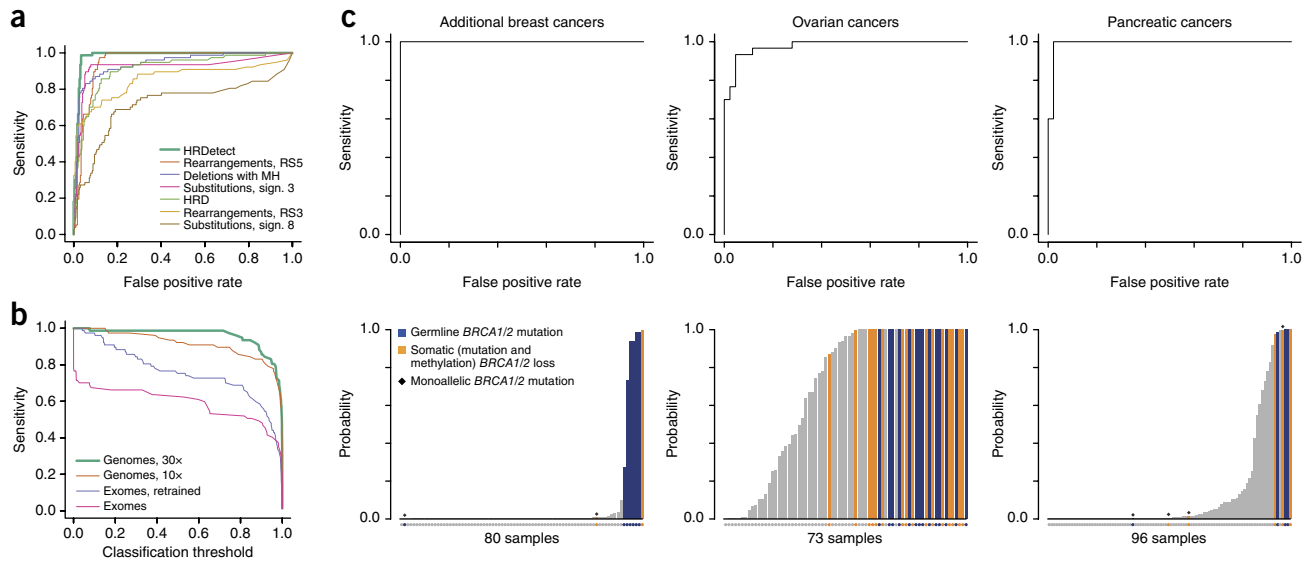 a
Sensitivity
1.0
0.8
0.6
0.4
0.2
0.0
HRDetect
Rearrangements, RS5
Deletions with MH
Substitutions, sign. 3
HRD
Rearrangements, RS3
Substitutions, sign. 8
0.0 0.2 0.4 0.6 0.8 1.0
False positive rate
b
Sensitivity
1.0
0.8
0.6
0.4
0.2
0.0
Genomes, 30×
Genomes, 10×
Exomes, retrained
Exomes
0.0 0.2 0.4 0.6 0.8 1.0
Classification threshold
c
Additional breast cancers
Sensitivity
1.0
0.0
0.0 1.0
False positive rate
Ovarian cancers
Sensitivity
1.0
0.0
0.0 1.0
False positive rate
Pancreatic cancers
Sensitivity
1.0
0.0
0.0 1.0
False positive rate
Probability
1.0
0.0
Germline BRCA1/2 mutation
Somatic (mutation and
methylation) BRCA1/2 loss
Monoallelic BRCA1/2 mutation
80 samples
Probability
1.0
0.0
73 samples
Probability
1.0
0.0
96 samples